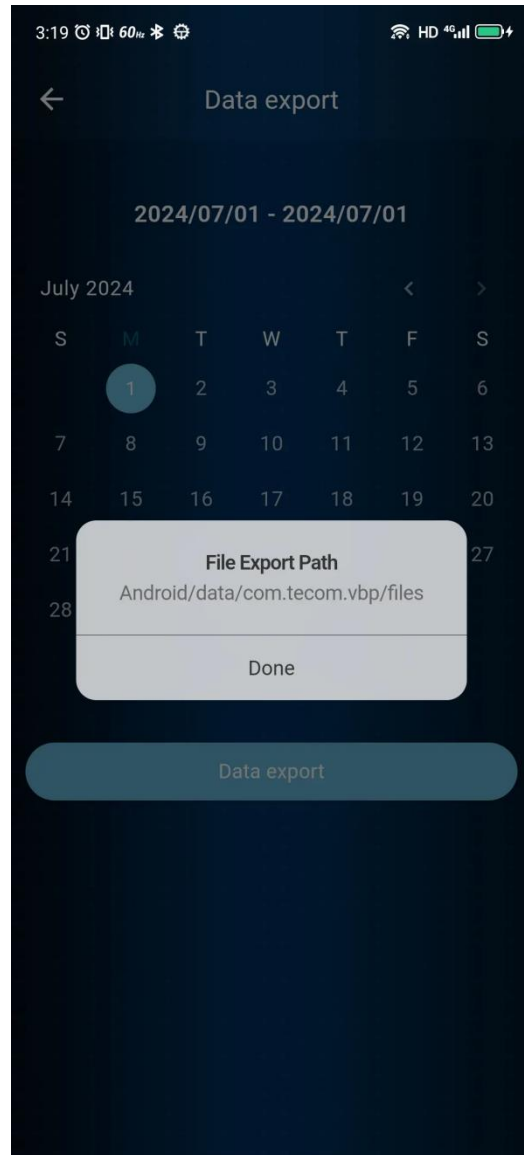 3:19 60Hz HD 4G
Data export
2024/07/01 - 2024/07/01
July 2024
S M T W T F S
1 2 3 4 5 6
7 8 9 10 11 12 13
14 15 16 17 18 19 20
21 27
File Export Path
Android/data/com.tecom.vbp/files
28
Done
Data export